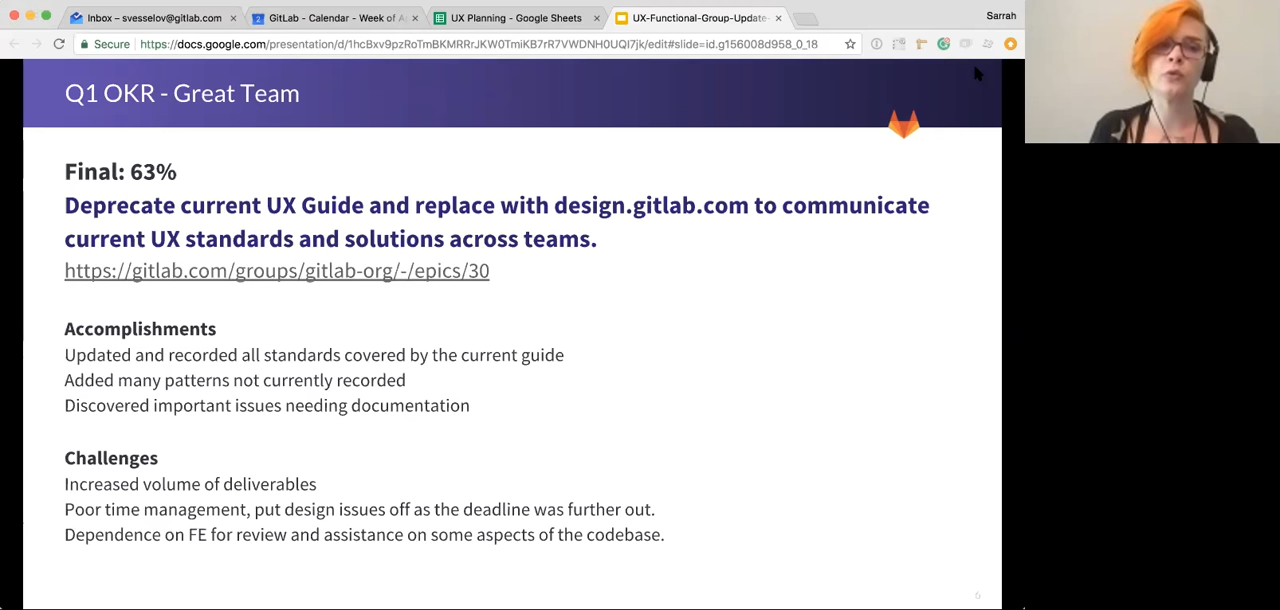 Inbox – svesselov@gitlab.com
GitLab - Calendar - Week of A
UX Planning - Google Sheets
UX-Functional-Group-Update-
Sarrah
Secure
https://docs.google.com/presentation/d/1hcBxv9pzRoTmBKMRRrJKW0TmiKB7rR7VWDNH0UQI7jk/edit#slide=id.g156008d958_0_18
Q1 OKR - Great Team
Final: 63%
Deprecate current UX Guide and replace with design.gitlab.com to communicate
current UX standards and solutions across teams.
https://gitlab.com/groups/gitlab-org/-/epics/30
Accomplishments
Updated and recorded all standards covered by the current guide
Added many patterns not currently recorded
Discovered important issues needing documentation
Challenges
Increased volume of deliverables
Poor time management, put design issues off as the deadline was further out.
Dependence on FE for review and assistance on some aspects of the codebase.
6